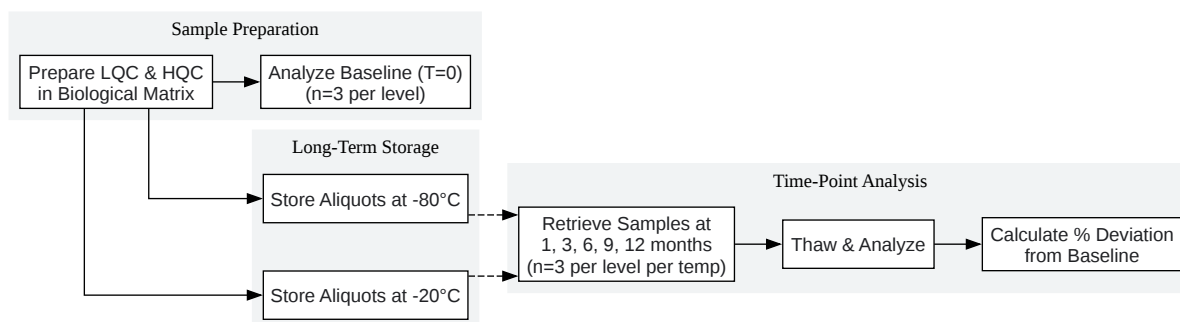 Sample Preparation
Prepare LQC & HQC
in Biological Matrix
Analyze Baseline (T=0)
(n=3 per level)
Long-Term Storage
Store Aliquots at -80°C
Store Aliquots at -20°C
Time-Point Analysis
Retrieve Samples at
1, 3, 6, 9, 12 months
(n=3 per level per temp)
Thaw & Analyze
Calculate % Deviation
from Baseline